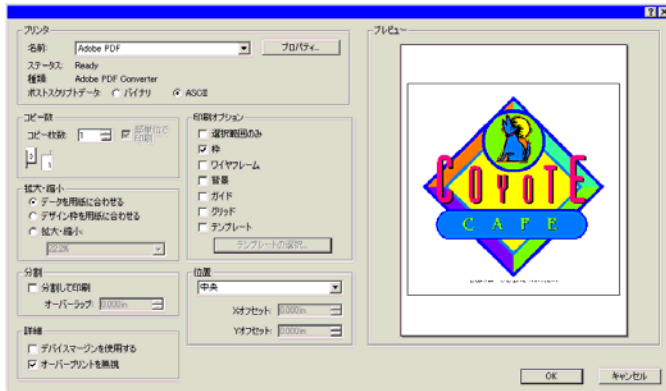 プリンタ
名前:
Adobe PDF
プロパティ...
ステータス:
Ready
種類:
Adobe PDF Converter
ポストスクリプトデータ:
バイナリ
ASCII
コピー数
コピー枚数:
1
部単位で
印刷
拡大・縮小
データを用紙に合わせる
デザイン枠を用紙に合わせる
拡大・縮小
222%
分割
分割して印刷
オーバーラップ:
0.000in
詳細
デバイスマージンを使用する
オーバープリントを無視
印刷オプション
選択範囲のみ
枠
ワイヤフレーム
背景
ガイド
グリッド
テンプレート
テンプレートの選択...
位置
中央
Xオフセット:
0.000in
Yオフセット:
0.000in
プレビュー
COYOTE
CAFE
OK
キャンセル